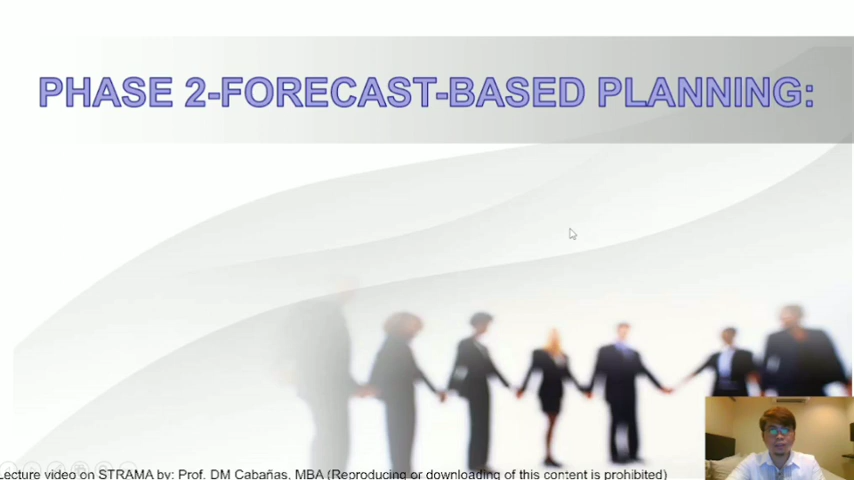 PHASE 2-FORECAST-BASED PLANNING:
Lecture video on STRAMA by: Prof. DM Cabañas, MBA (Reproducing or downloading of this content is prohibited)